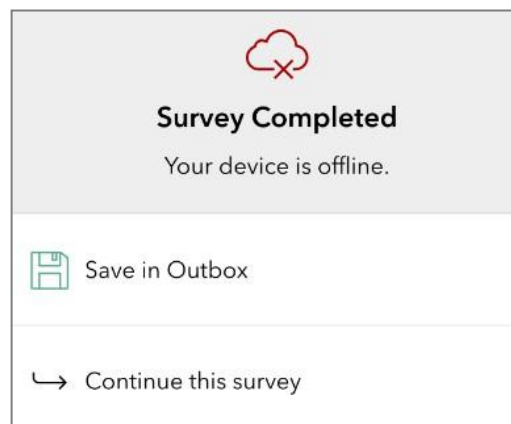 Survey Completed
Your device is offline.
Save in Outbox
Continue this survey